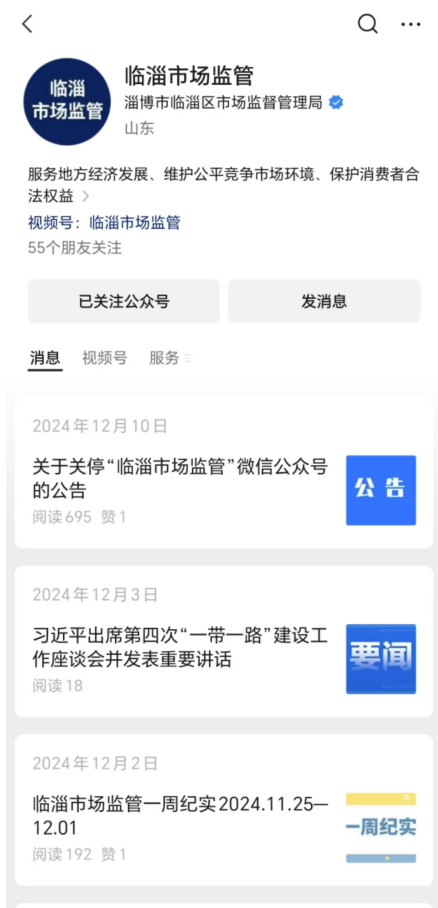 临淄
市场监管
临淄市场监管
淄博市临淄区市场监督管理局
山东
服务地方经济发展、维护公平竞争市场环境、保护消费者合
法权益
视频号：临淄市场监管
55个朋友关注
已关注公众号
发消息
消息 视频号 服务
2024年12月10日
关于关停“临淄市场监管”微信公众号
的公告
阅读695 赞1
公告
2024年12月3日
习近平出席第四次“一带一路”建设工
作座谈会并发表重要讲话
阅读18
要闻
2024年12月2日
临淄市场监管一周纪实2024.11.25—
12.01
阅读192 赞1
一周纪实